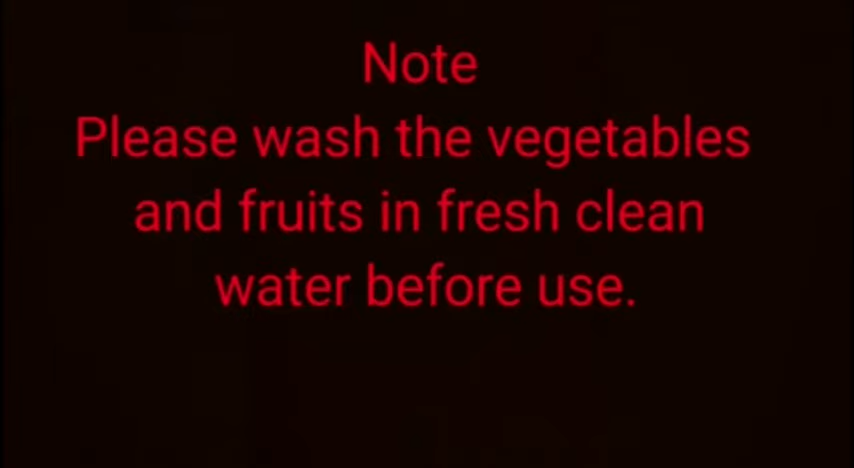 Note
Please wash the vegetables
and fruits in fresh clean
water before use.